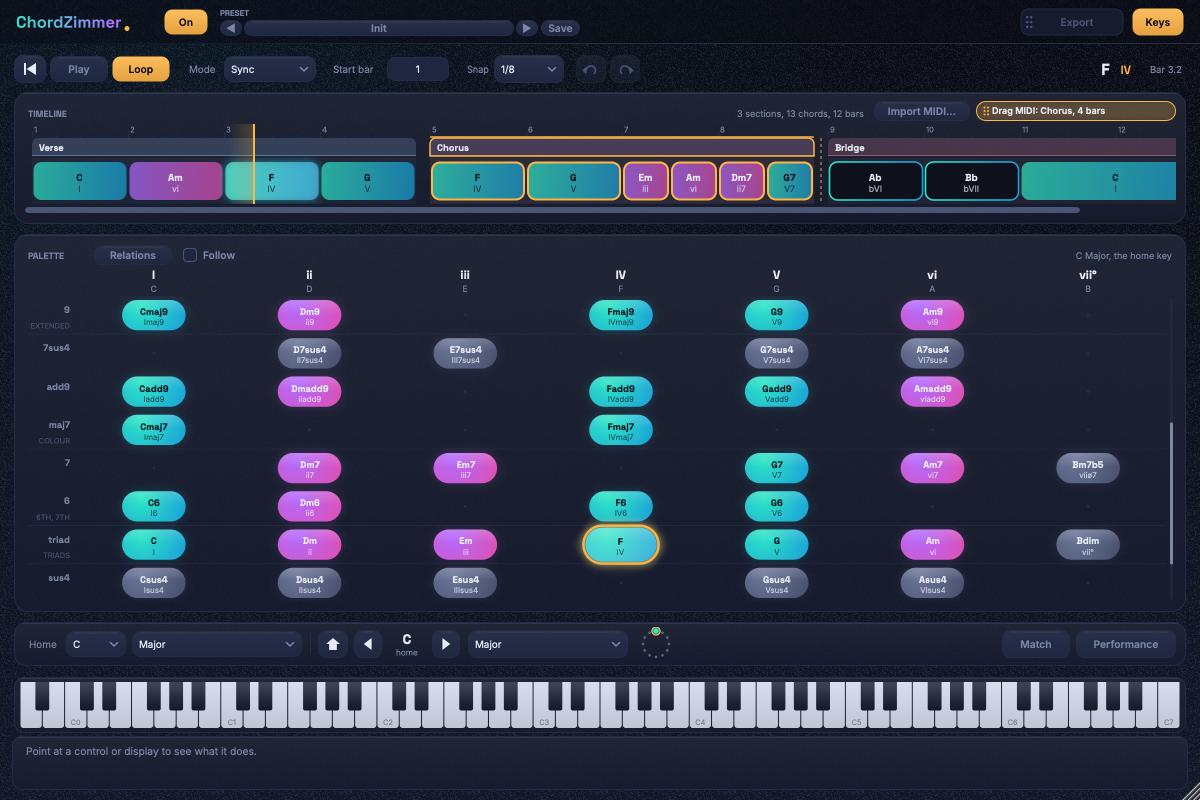 ChordZimmer
On
PRESET
Init
Save
Export
Keys
Play
Loop
Mode
Sync
Start bar
1
Snap
1/8
F IV
Bar 3.2
TIMELINE
3 sections, 13 chords, 12 bars
Import MIDI...
Drag MIDI: Chorus, 4 bars
1 2 3 4 5 6 7 8 9 10 11 12
Verse Chorus Bridge
C Am F G F G Em Am Dm7 G7 Ab Bb C
I vi IV V IV V iii vi ii7 V7 bVI bVII I
PALETTE
Relations
Follow
C Major, the home key
I ii iii IV V vi vii°
C D E F G A B
9 Cmaj9 Dm9 Fmaj9 G9 Am9
EXTENDED Imaj9 ii9 IVmaj9 V9 vi9
7sus4 D7sus4 E7sus4 G7sus4 A7sus4
II7sus4 III7sus4 V7sus4 VI7sus4
add9 Cadd9 Dmadd9 Fadd9 Gadd9 Amadd9
Iadd9 iiadd9 IVadd9 Vadd9 viadd9
maj7 Cmaj7 Fmaj7
COLOUR Imaj7 IVmaj7
7 Dm7 Em7 G7 Am7 Bm7b5
ii7 iii7 V7 vi7 viiø7
6 C6 Dm6 F6 G6
6TH, 7TH I6 ii6 IV6 V6
triad C Dm Em F G Am Bdim
TRIADS I ii iii IV V vi vii°
sus4 Csus4 Dsus4 Esus4 Gsus4 Asus4
Isus4 IIsus4 IIIsus4 Vsus4 VIsus4
Home
C
Major
C
home
Major
Match
Performance
C0 C1 C2 C3 C4 C5 C6 C7
Point at a control or display to see what it does.